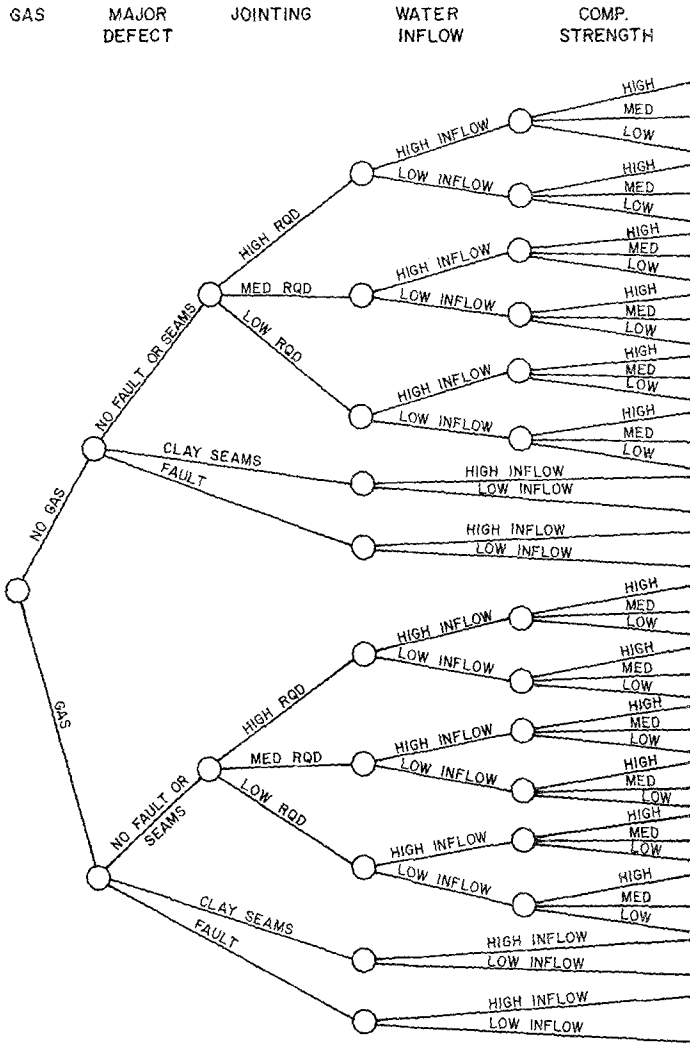 GAS
MAJOR
DEFECT
JOINTING
WATER
INFLOW
COMP.
STRENGTH
HIGH
MED
LOW
HIGH INFLOW
LOW INFLOW
HIGH
MED
LOW
HIGH RQD
HIGH
MED
LOW
HIGH INFLOW
MED RQD
LOW INFLOW
HIGH
MED
LOW
NO FAULT OR SEAMS
LOW RQD
HIGH
MED
LOW
HIGH INFLOW
LOW INFLOW
HIGH
MED
LOW
CLAY SEAMS
HIGH INFLOW
LOW INFLOW
FAULT
NO GAS
HIGH INFLOW
LOW INFLOW
HIGH
MED
LOW
HIGH INFLOW
LOW INFLOW
HIGH
MED
LOW
GAS
HIGH RQD
HIGH
MED
LOW
HIGH INFLOW
MED RQD
LOW INFLOW
HIGH
MED
LOW
NO FAULT OR
SEAMS
LOW RQD
HIGH
MED
LOW
HIGH INFLOW
LOW INFLOW
HIGH
MED
LOW
CLAY SEAMS
HIGH INFLOW
LOW INFLOW
FAULT
HIGH INFLOW
LOW INFLOW